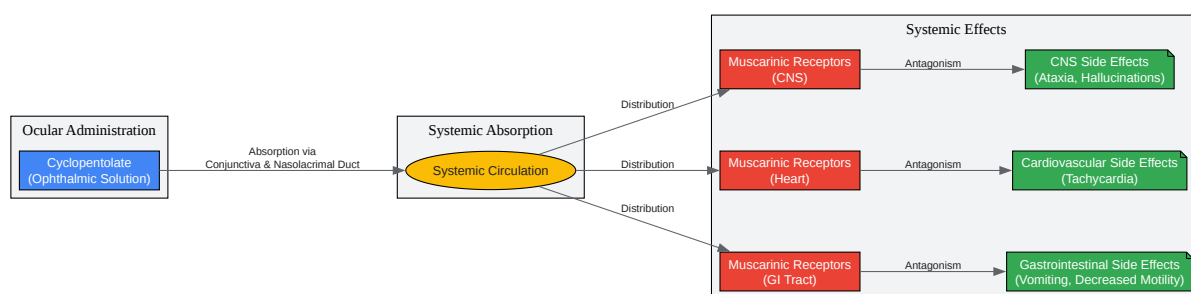 Systemic Effects
Muscarinic Receptors
(CNS)
Antagonism
CNS Side Effects
(Ataxia, Hallucinations)
Distribution
Ocular Administration
Cyclopentolate
(Ophthalmic Solution)
Absorption via
Conjunctiva & Nasolacrimal Duct
Systemic Absorption
Systemic Circulation
Distribution
Muscarinic Receptors
(Heart)
Antagonism
Cardiovascular Side Effects
(Tachycardia)
Distribution
Muscarinic Receptors
(GI Tract)
Antagonism
Gastrointestinal Side Effects
(Vomiting, Decreased Motility)